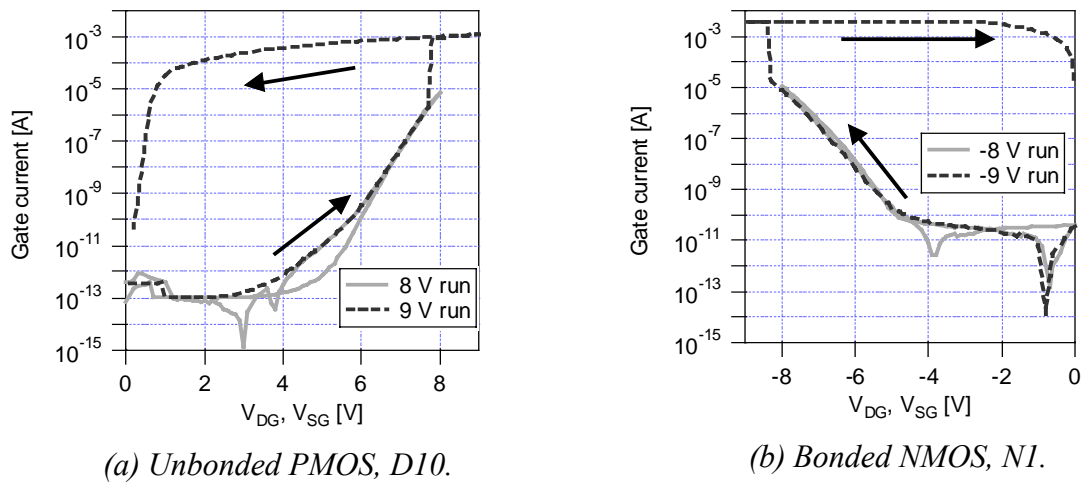 Gate current [A]
10⁻³
10⁻⁵
10⁻⁷
10⁻⁹
10⁻¹¹
10⁻¹³
10⁻¹⁵
0
2
4
6
8
V_DG, V_SG [V]
8 V run
9 V run
(a) Unbonded PMOS, D10.
Gate current [A]
10⁻³
10⁻⁵
10⁻⁷
10⁻⁹
10⁻¹¹
10⁻¹³
10⁻¹⁵
-8
-6
-4
-2
0
V_DG, V_SG [V]
-8 V run
-9 V run
(b) Bonded NMOS, N1.